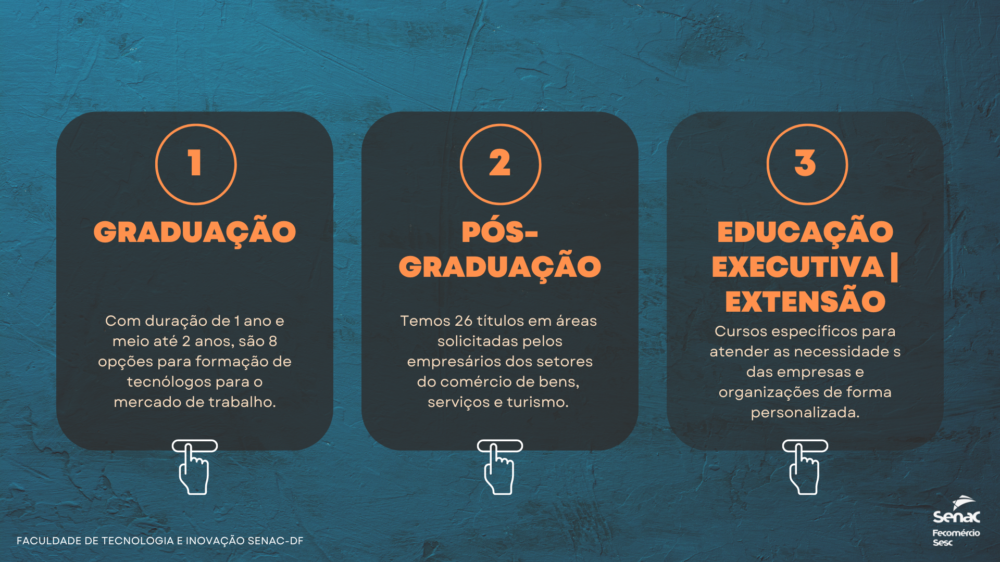 1
GRADUAÇÃO
Com duração de 1 ano e
meio até 2 anos, são 8
opções para formação de
tecnólogos para o
mercado de trabalho.
2
PÓS-
GRADUAÇÃO
Temos 26 títulos em áreas
solicitadas pelos
empresários dos setores
do comércio de bens,
serviços e turismo.
3
EDUCAÇÃO
EXECUTIVA |
EXTENSÃO
Cursos específicos para
atender as necessidade s
das empresas e
organizações de forma
personalizada.
FACULDADE DE TECNOLOGIA E INOVAÇÃO SENAC-DF
Senac
Fecomércio
Sesc